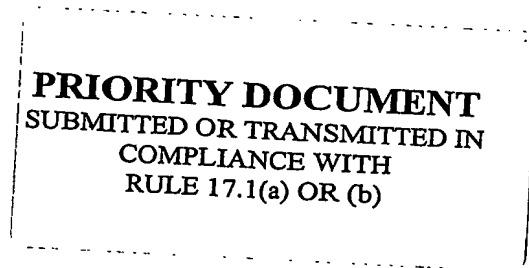 PRIORITY DOCUMENT
SUBMITTED OR TRANSMITTED IN
COMPLIANCE WITH
RULE 17.1(a) OR (b)